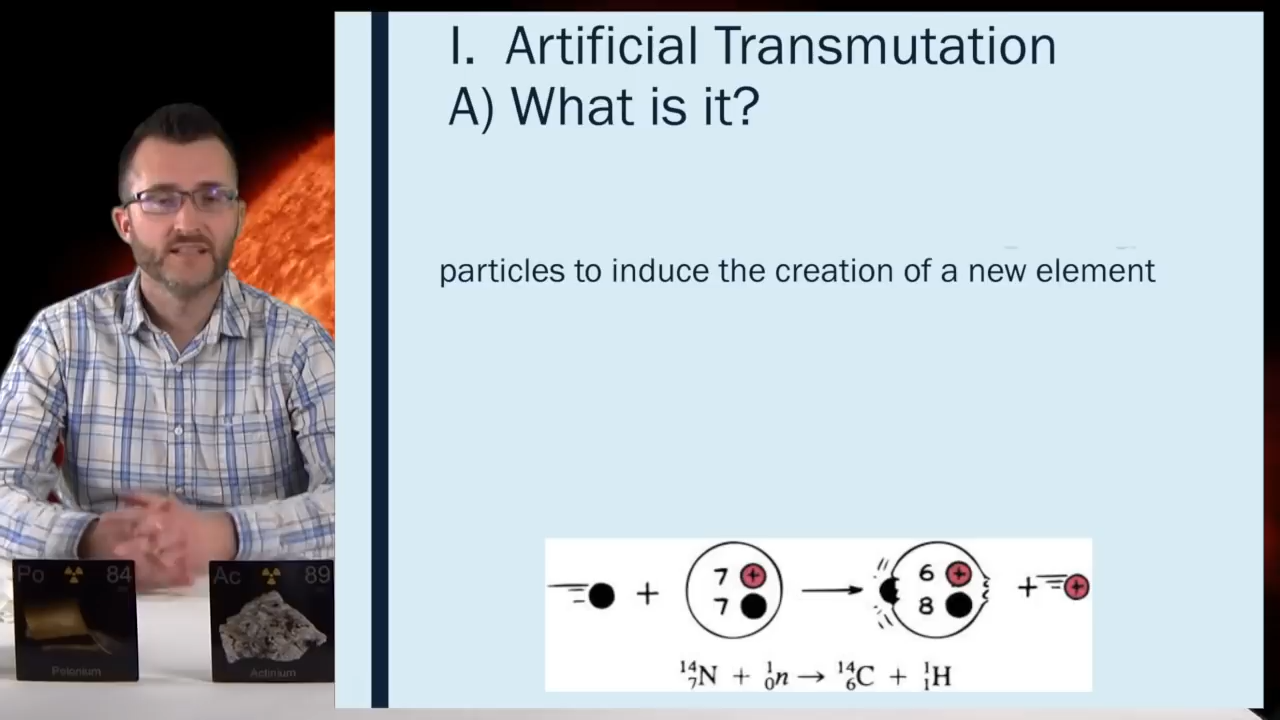 I. Artificial Transmutation
A) What is it?
particles to induce the creation of a new element
7 +
7
6 +
8
+
+
+
¹⁴₇N + ¹₀n → ¹⁴₆C + ¹₁H
Po 84
Polonium
Ac 89
Actinium